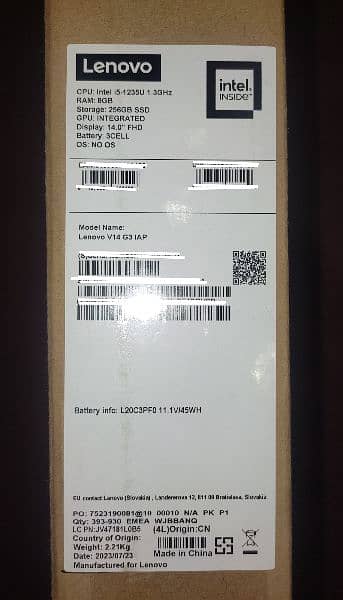 Lenovo
intel
INSIDE
CPU: Intel i5-1235U 1.3GHz
RAM: 8GB
Storage: 256GB SSD
GPU: INTEGRATED
Display: 14.0" FHD
Battery: 3CELL
OS: NO OS
Model Name:
Lenovo V14 G3 IAP
Battery info: L20C3PF0 11.1V/45WH
EU contact Lenovo (Slovakia), Landererova 12, 811 09 Bratislava, Slovakia
PO: 7523190081@10 00010 N/A PK P1
Qty: 393-930 EMEA WJBBANQ
LC PN:JV47181L0B5 (4L)Origin:CN
Country of Origin:
Weight: 2.21Kg Made in China
Date: 2023/07/23
Manufactured for Lenovo